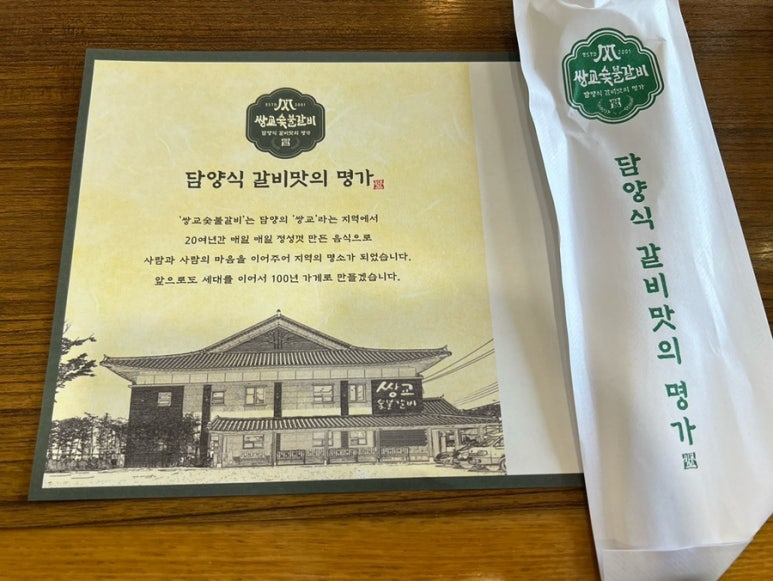 ESTD 2001
쌍교숯불갈비
담양식 갈비맛의 명가
담양식 갈비맛의 명가
'쌍교숯불갈비'는 담양의 '쌍교'라는 지역에서
20여년간 매일 매일 정성껏 만든 음식으로
사람과 사람의 마음을 이어주어 지역의 명소가 되었습니다.
앞으로도 세대를 이어서 100년 가게로 만들겠습니다.
쌍교
숯불갈비
ESTD 2001
쌍교숯불갈비
담양식 갈비맛의 명가
담양식 갈비맛의 명가